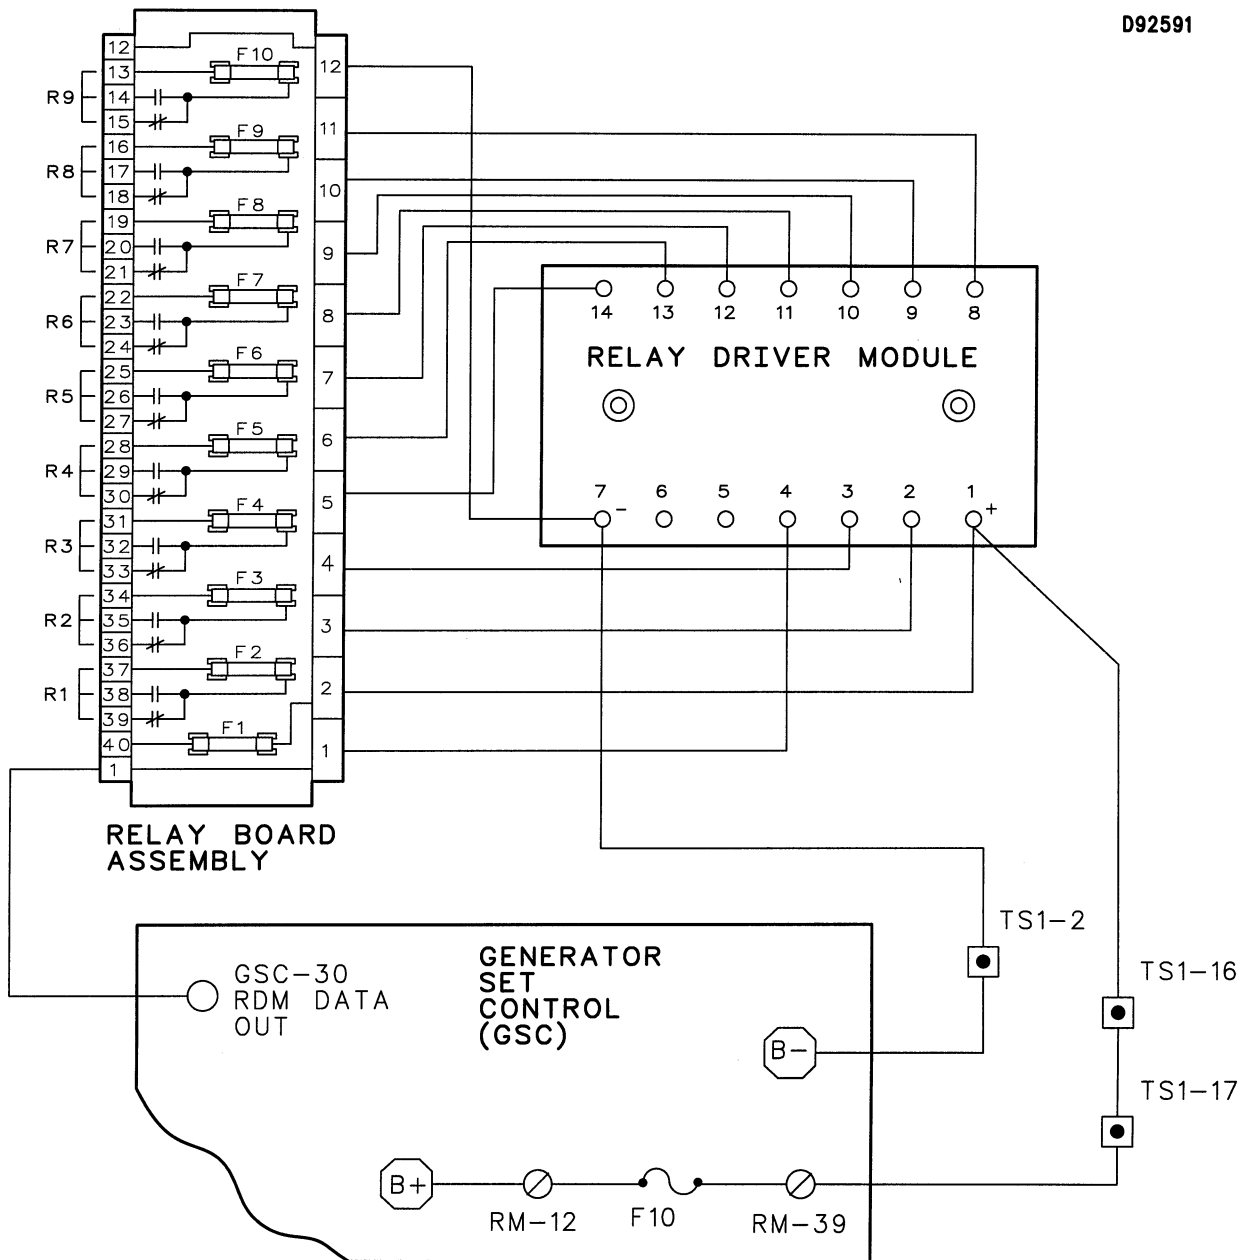 D92591
12
13
14
15
16
17
18
19
20
21
22
23
24
25
26
27
28
29
30
31
32
33
34
35
36
37
38
39
40
1
R9
R8
R7
R6
R5
R4
R3
R2
R1
F10
F9
F8
F7
F6
F5
F4
F3
F2
F1
12
11
10
9
8
7
6
5
4
3
2
1
14 13 12 11 10 9 8
RELAY DRIVER MODULE
7 6 5 4 3 2 1
- +
RELAY BOARD
ASSEMBLY
GSC-30
RDM DATA
OUT
GENERATOR
SET
CONTROL
(GSC)
TS1-2
TS1-16
B-
TS1-17
B+
RM-12
F10
RM-39